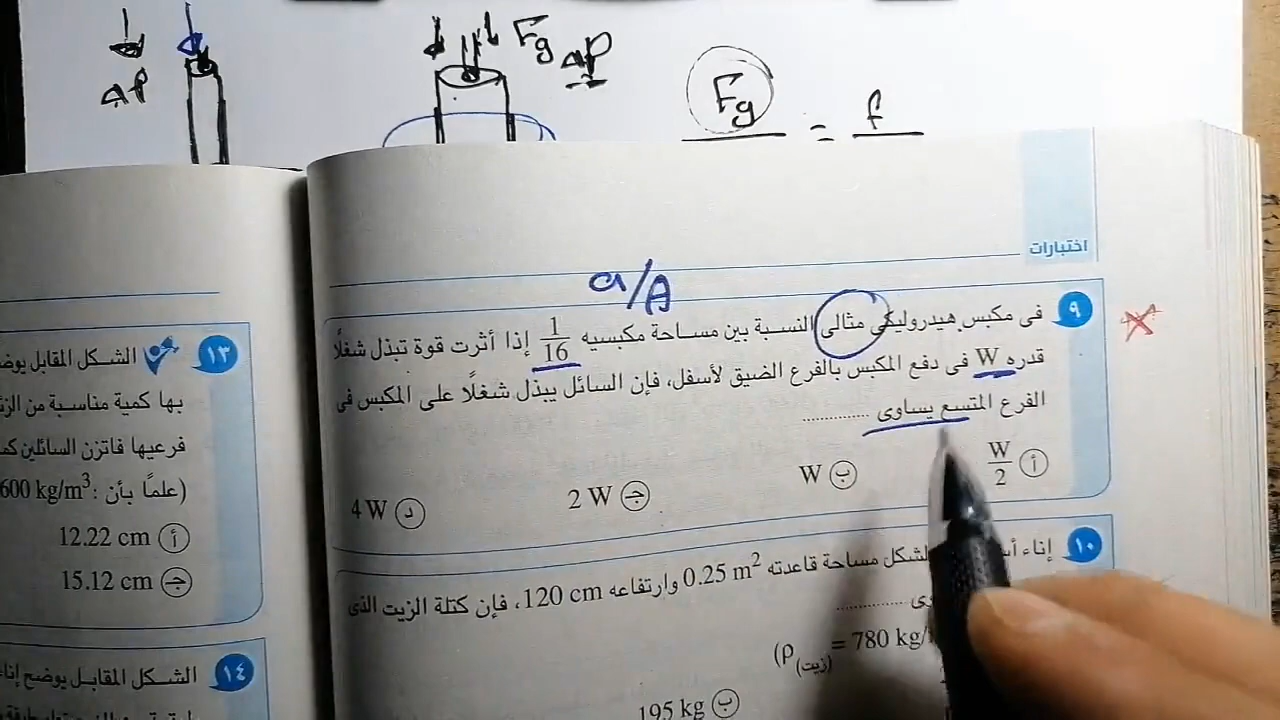 ΔP
Fg ΔP
Fg = f
اختبارات
a/A
٩ فى مكبس هيدروليكى مثالى النسبة بين مساحة مكبسيه 1/16 إذا أثرت قوة تبذل شغلًا
قدره W فى دفع المكبس بالفرع الضيق لأسفل، فإن السائل يبذل شغلًا على المكبس فى
الفرع المتسع يساوى ..............
أ W/2
ب W
جـ 2 W
د 4 W
١٠ إناء الشكل مساحة قاعدته 0.25 m² وارتفاعه 120 cm، فإن كتلة الزيت الذى
..............
(ρ(زيت) = 780 kg/
ب 195 kg
١٣ الشكل المقابل يوض
بها كمية مناسبة من الز
فرعيها فاتزن السائلين كم
(علمًا بأن: 600 kg/m³
أ 12.22 cm
جـ 15.12 cm
١٤ الشكل المقابل يوضح إنا